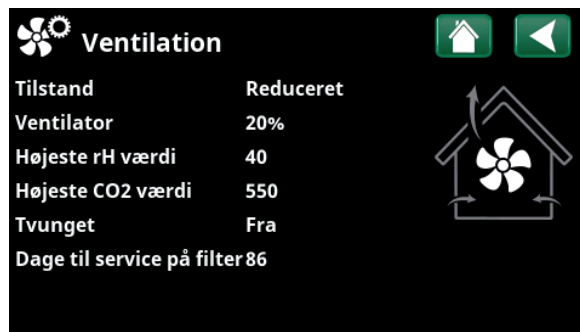 Ventilation
Tilstand Reduceret
Ventilator 20%
Højeste rH værdi 40
Højeste CO2 værdi 550
Tvunget Fra
Dage til service på filter 86